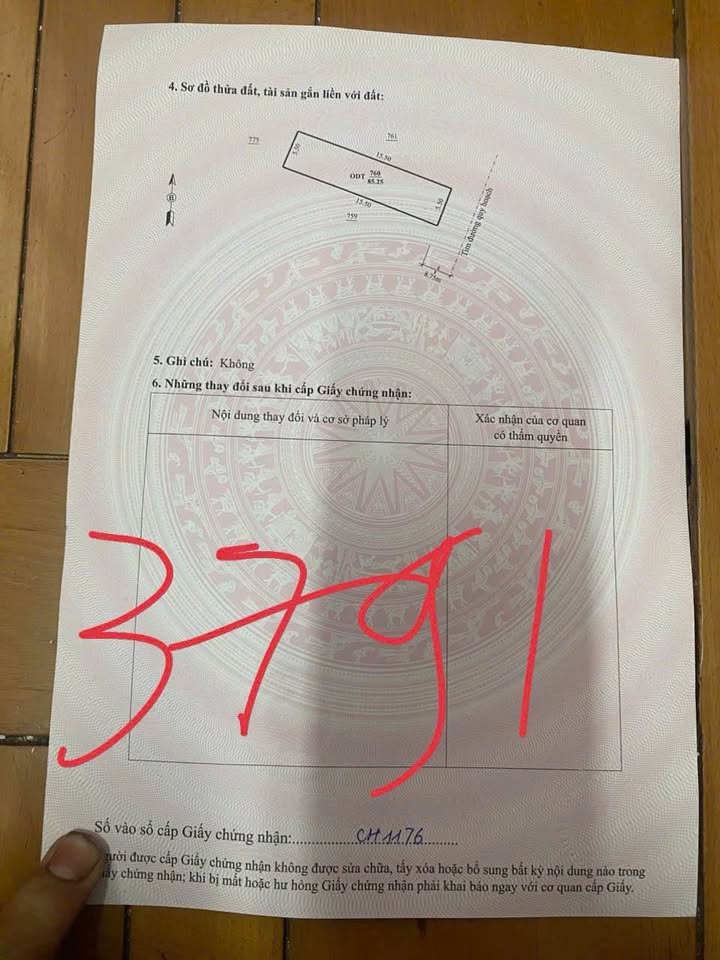 4. Sơ đồ thửa đất, tài sản gắn liền với đất:
775
761
5.50
15.50
ODT 760
85.25
15.50
5.50
759
B
Tim đường quy hoạch
8.75m
5. Ghi chú: Không
6. Những thay đổi sau khi cấp Giấy chứng nhận:
Nội dung thay đổi và cơ sở pháp lý
Xác nhận của cơ quan
có thẩm quyền
3791
Số vào sổ cấp Giấy chứng nhận: CH 1176
ười được cấp Giấy chứng nhận không được sửa chữa, tẩy xóa hoặc bổ sung bất kỳ nội dung nào trong
ấy chứng nhận; khi bị mất hoặc hư hỏng Giấy chứng nhận phải khai báo ngay với cơ quan cấp Giấy.